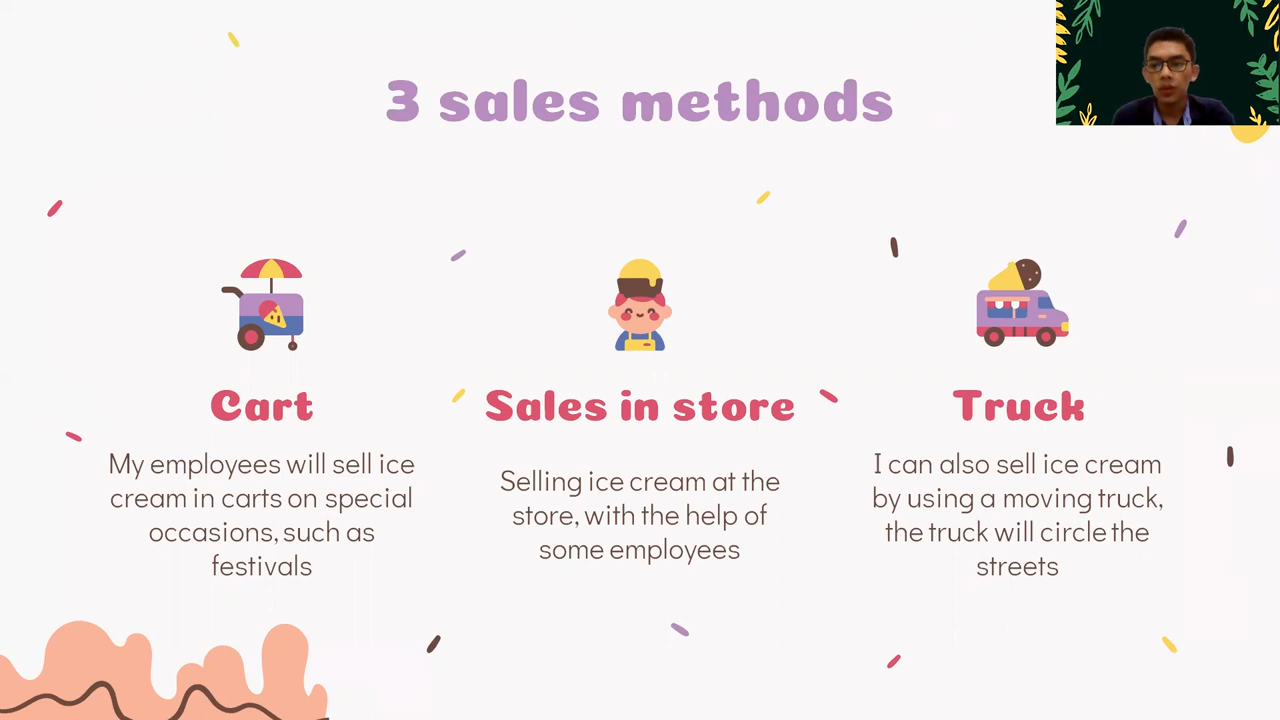 3 sales methods
Cart
My employees will sell ice
cream in carts on special
occasions, such as
festivals
Sales in store
Selling ice cream at the
store, with the help of
some employees
Truck
I can also sell ice cream
by using a moving truck,
the truck will circle the
streets